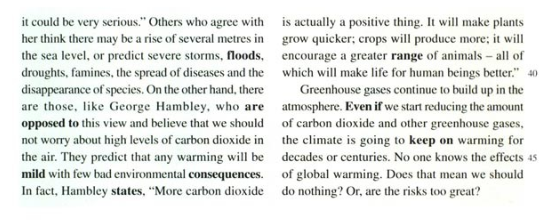 it could be very serious.” Others who agree with
her think there may be a rise of several metres in
the sea level, or predict severe storms, floods,
droughts, famines, the spread of diseases and the
disappearance of species. On the other hand, there
are those, like George Hambley, who are
opposed to this view and believe that we should
not worry about high levels of carbon dioxide in
the air. They predict that any warming will be
mild with few bad environmental consequences.
In fact, Hambley states, “More carbon dioxide
is actually a positive thing. It will make plants
grow quicker; crops will produce more; it will
encourage a greater range of animals – all of
which will make life for human beings better.” 40
Greenhouse gases continue to build up in the
atmosphere. Even if we start reducing the amount
of carbon dioxide and other greenhouse gases,
the climate is going to keep on warming for
decades or centuries. No one knows the effects 45
of global warming. Does that mean we should
do nothing? Or, are the risks too great?